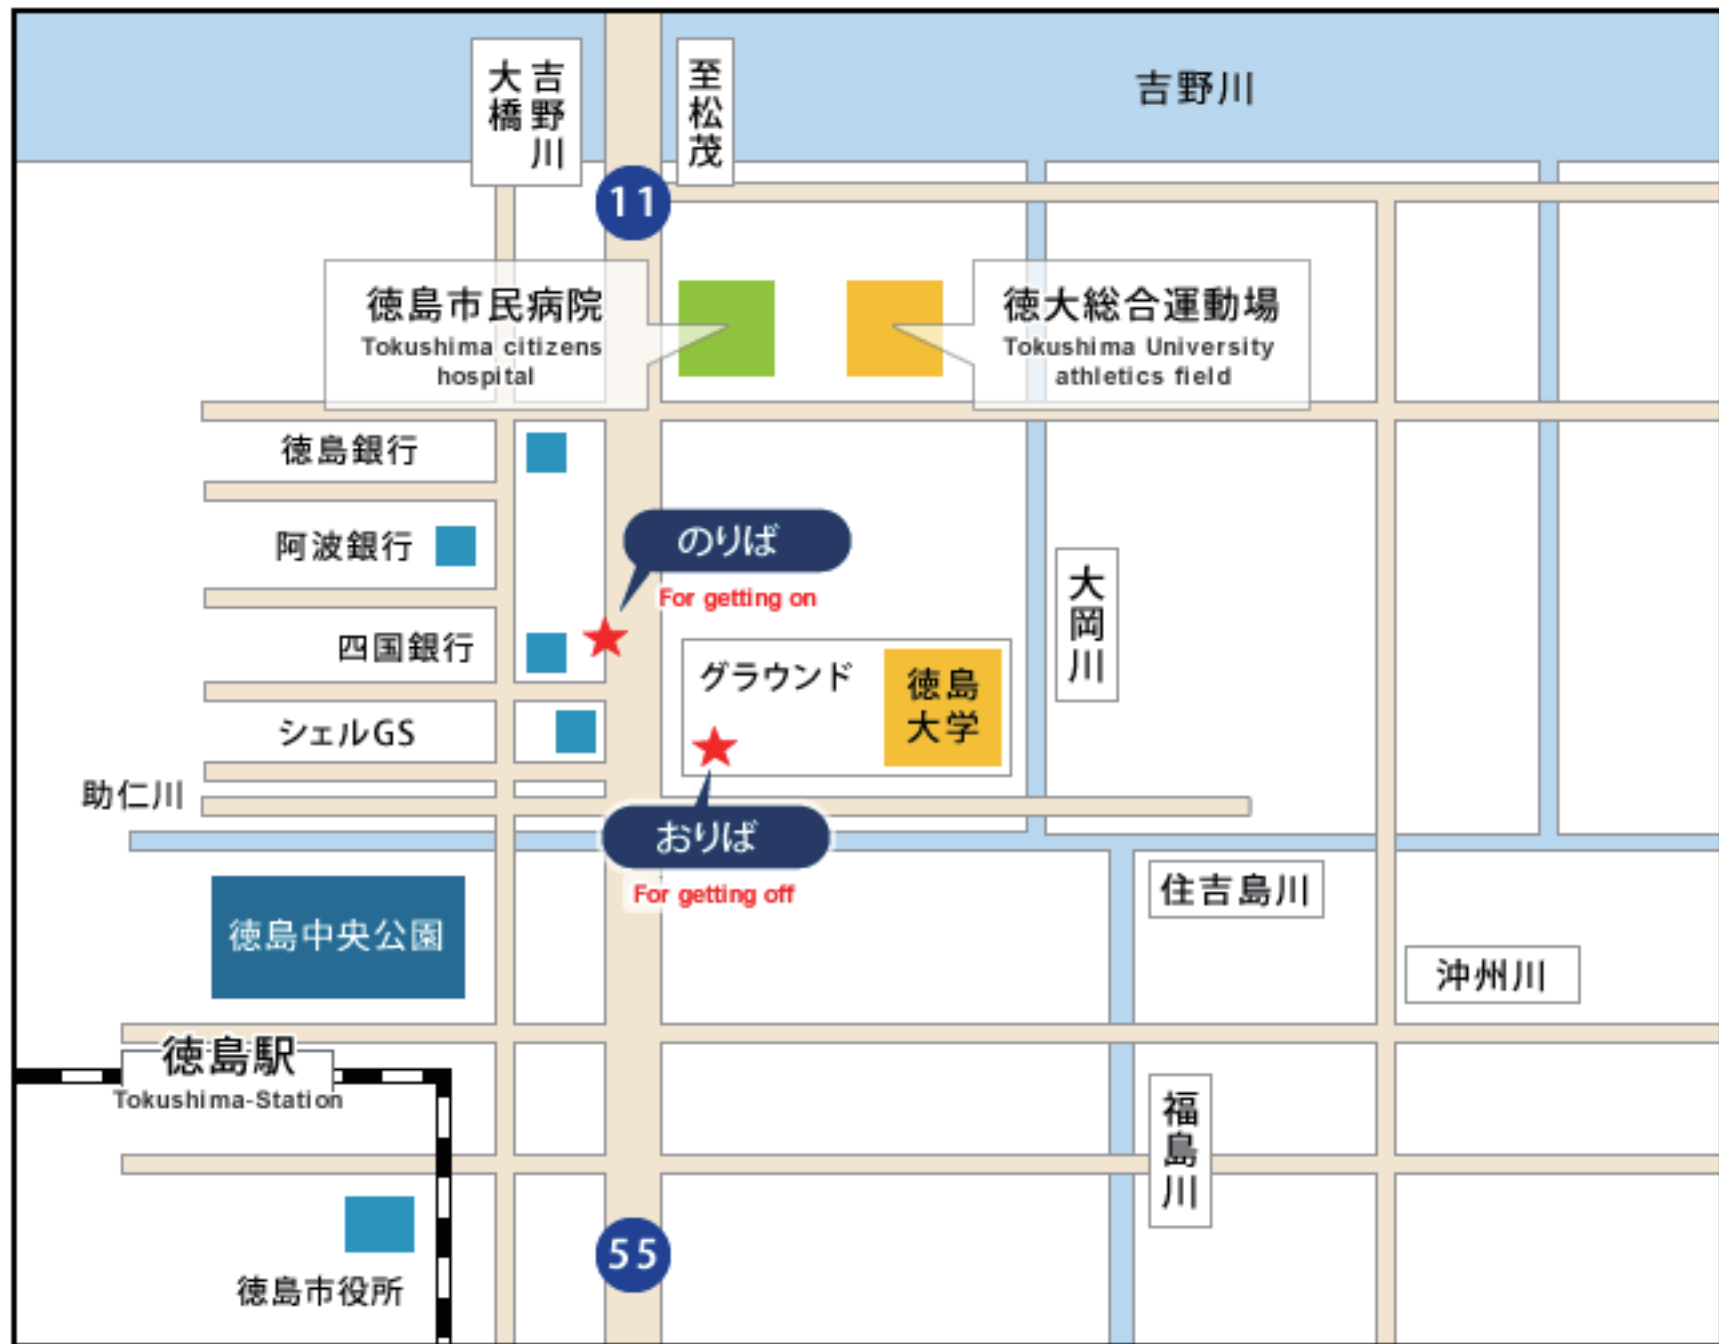 吉野川
大橋
至松茂
吉野川
11
徳島市民病院
Tokushima citizens
hospital
徳大総合運動場
Tokushima University
athletics field
徳島銀行
のりば
For getting on
阿波銀行
大岡川
四国銀行
グラウンド
徳島
大学
シェルGS
助仁川
おりば
For getting off
住吉島川
徳島中央公園
沖州川
徳島駅
Tokushima-Station
福島川
55
徳島市役所